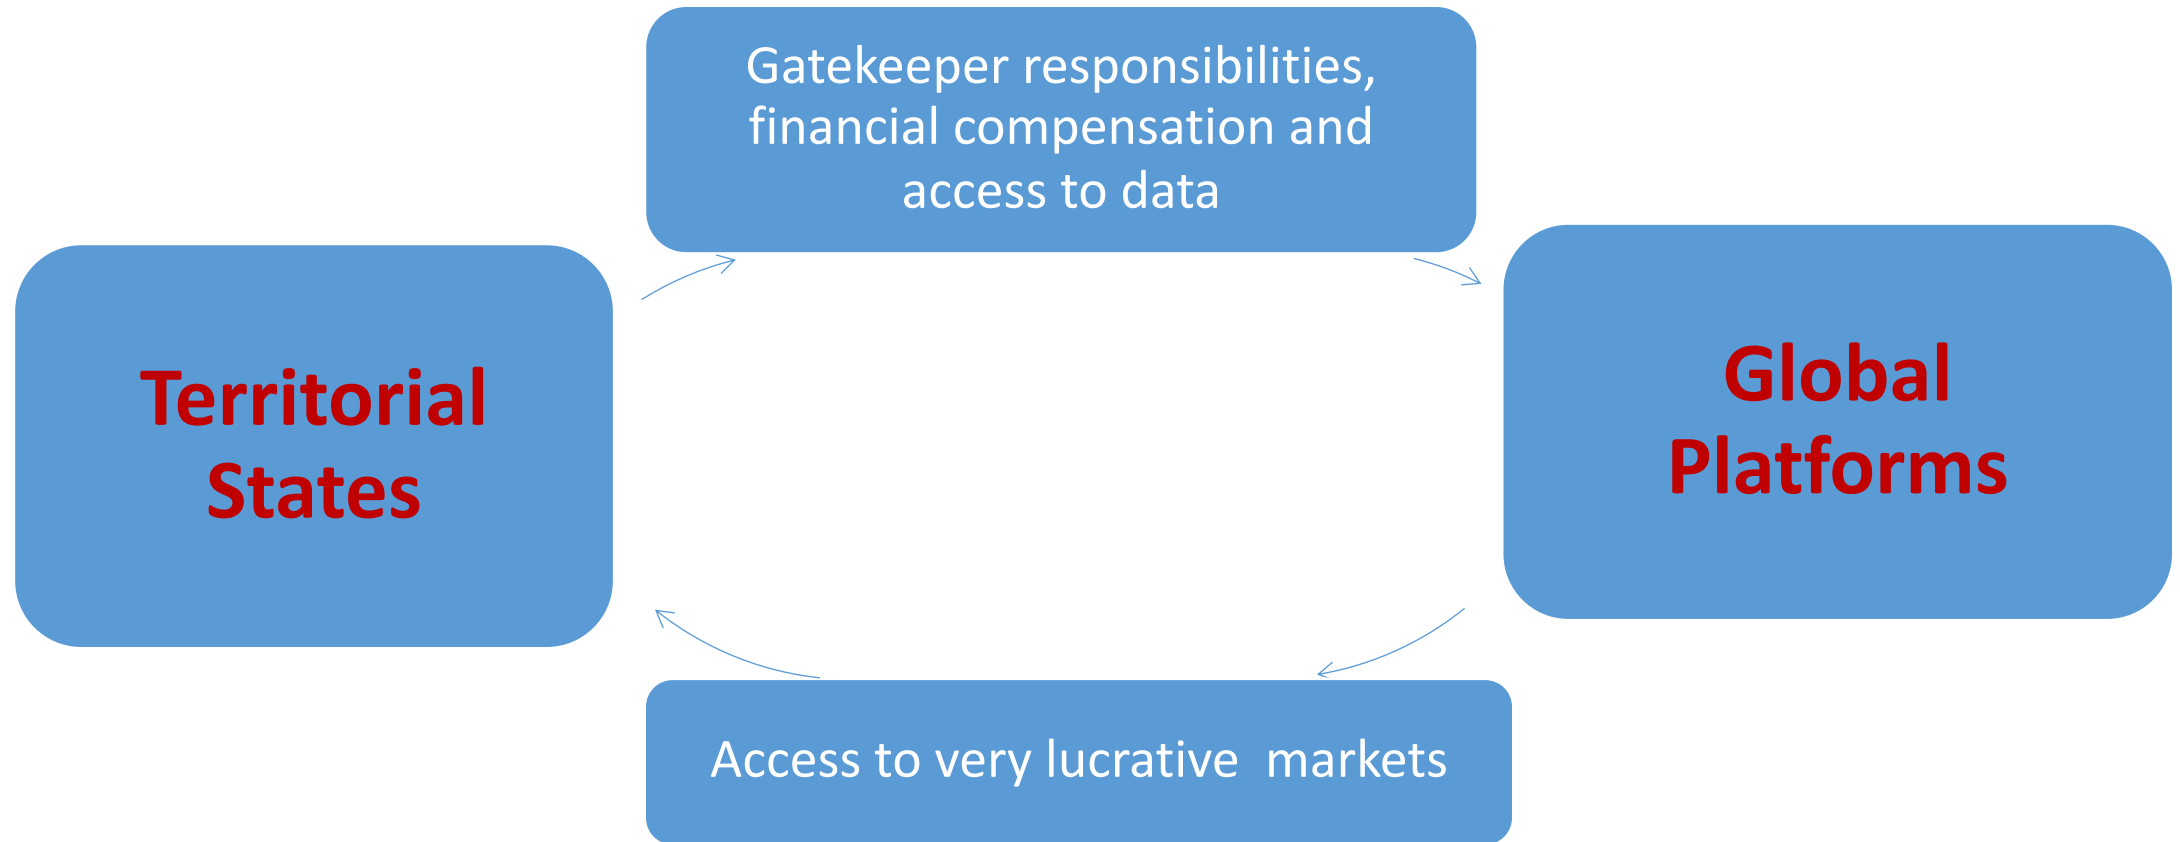 Gatekeeper responsibilities,
financial compensation and
access to data
Territorial
States
Global
Platforms
Access to very lucrative  markets